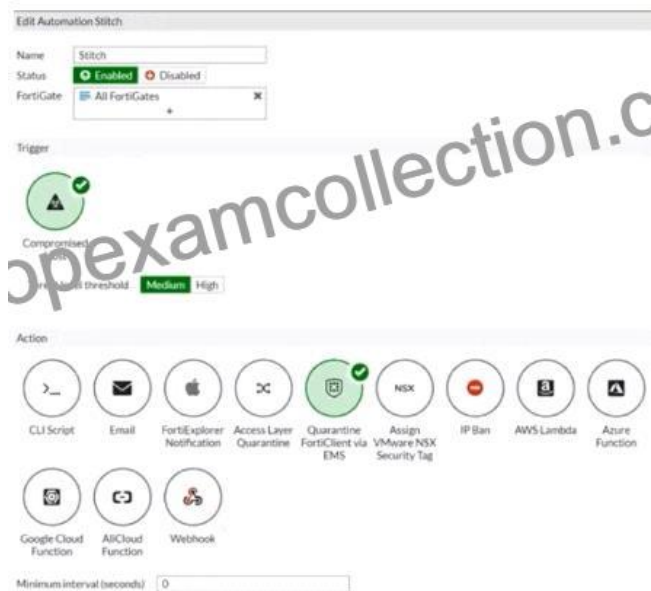 Edit Automation Stitch
Name Stitch
Status Enabled Disabled
FortiGate All FortiGates
+
Trigger
Compromised
threshold Medium High
Action
CLI Script Email FortiExplorer Notification Access Layer Quarantine Quarantine FortiClient via EMS Assign VMware NSX Security Tag IP Ban AWS Lambda Azure Function
NSX
Google Cloud Function AliCloud Function Webhook
Minimum interval (seconds) 0
opexamcollection.c